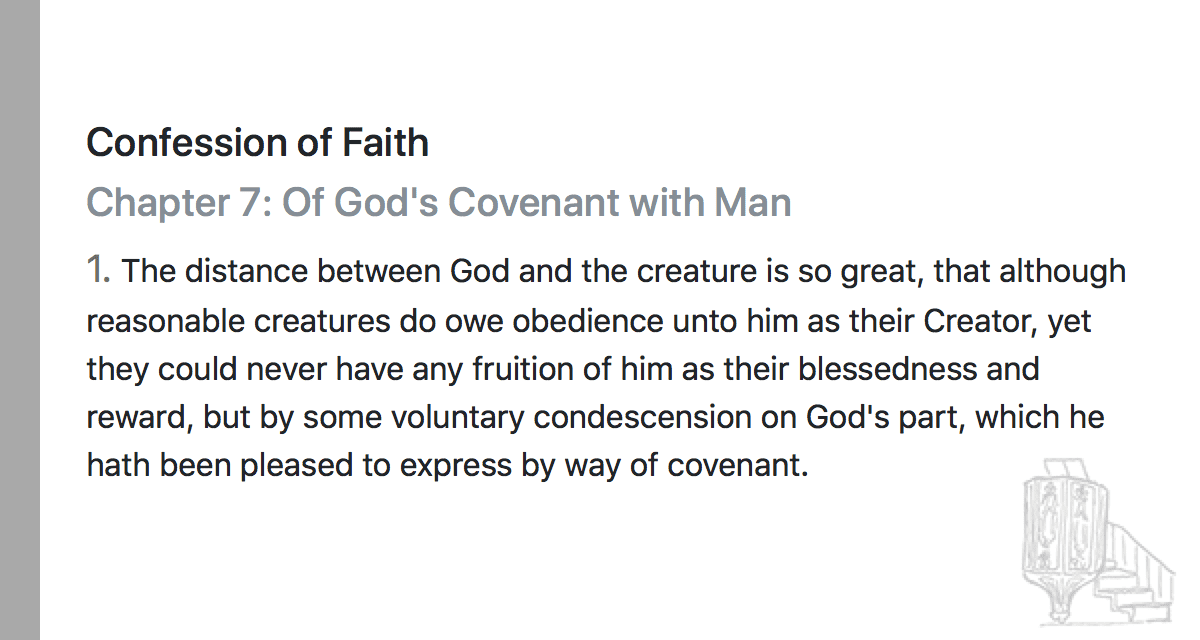 Confession of Faith
Chapter 7: Of God's Covenant with Man
1. The distance between God and the creature is so great, that although
reasonable creatures do owe obedience unto him as their Creator, yet
they could never have any fruition of him as their blessedness and
reward, but by some voluntary condescension on God's part, which he
hath been pleased to express by way of covenant.